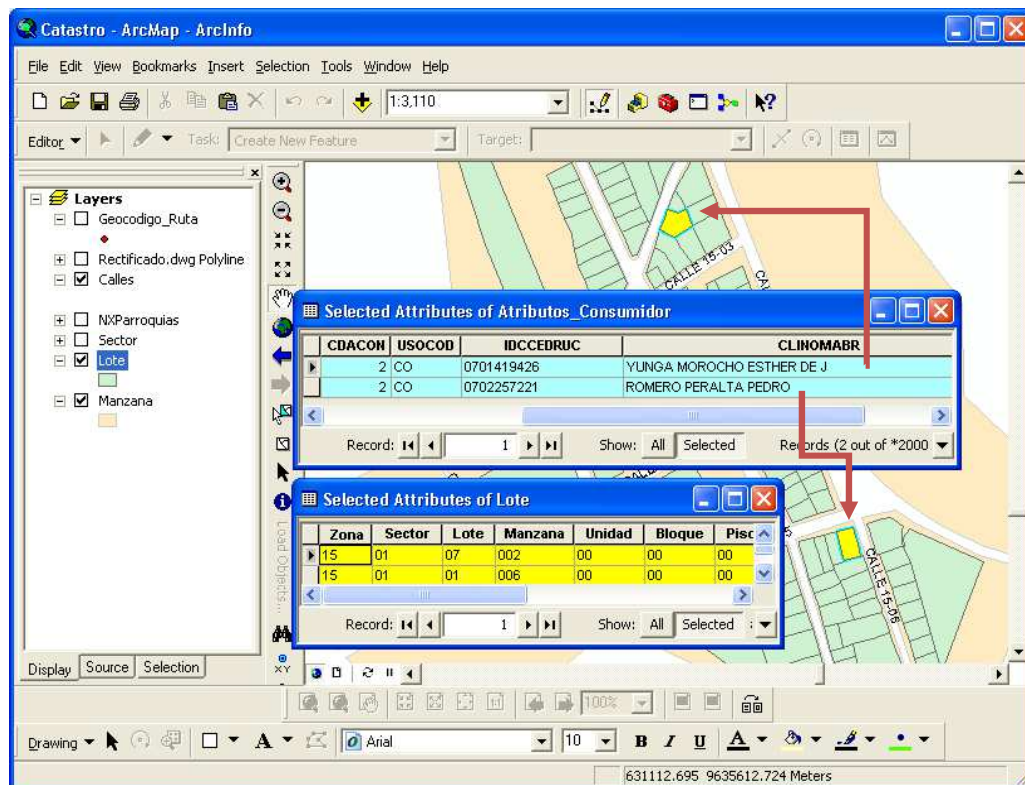 Catastro - ArcMap - ArcInfo
File Edit View Bookmarks Insert Selection Tools Window Help
1:3,110
Editor Task: Create New Feature Target:
Layers
Geocodigo_Ruta
Rectificado.dwg Polyline
Calles
NXParroquias
Sector
Lote
Manzana
CALLE 15-03
Selected Attributes of Atributos_Consumidor
CDACON USOCOD IDCCEDRUC CLINOMABR
2 CO 0701419426 YUNGA MOROCHO ESTHER DE J
2 CO 0702257221 ROMERO PERALTA PEDRO
Record: 1 Show: All Selected Records (2 out of *2000
Selected Attributes of Lote
Zona Sector Lote Manzana Unidad Bloque Pisc
15 01 07 002 00 00 00
15 01 01 006 00 00 00
Record: 1 Show: All Selected
CALLE 15-06
Load Objects...
XY
Display Source Selection
100%
Drawing A Arial 10 B I U A
631112.695 9635612.724 Meters